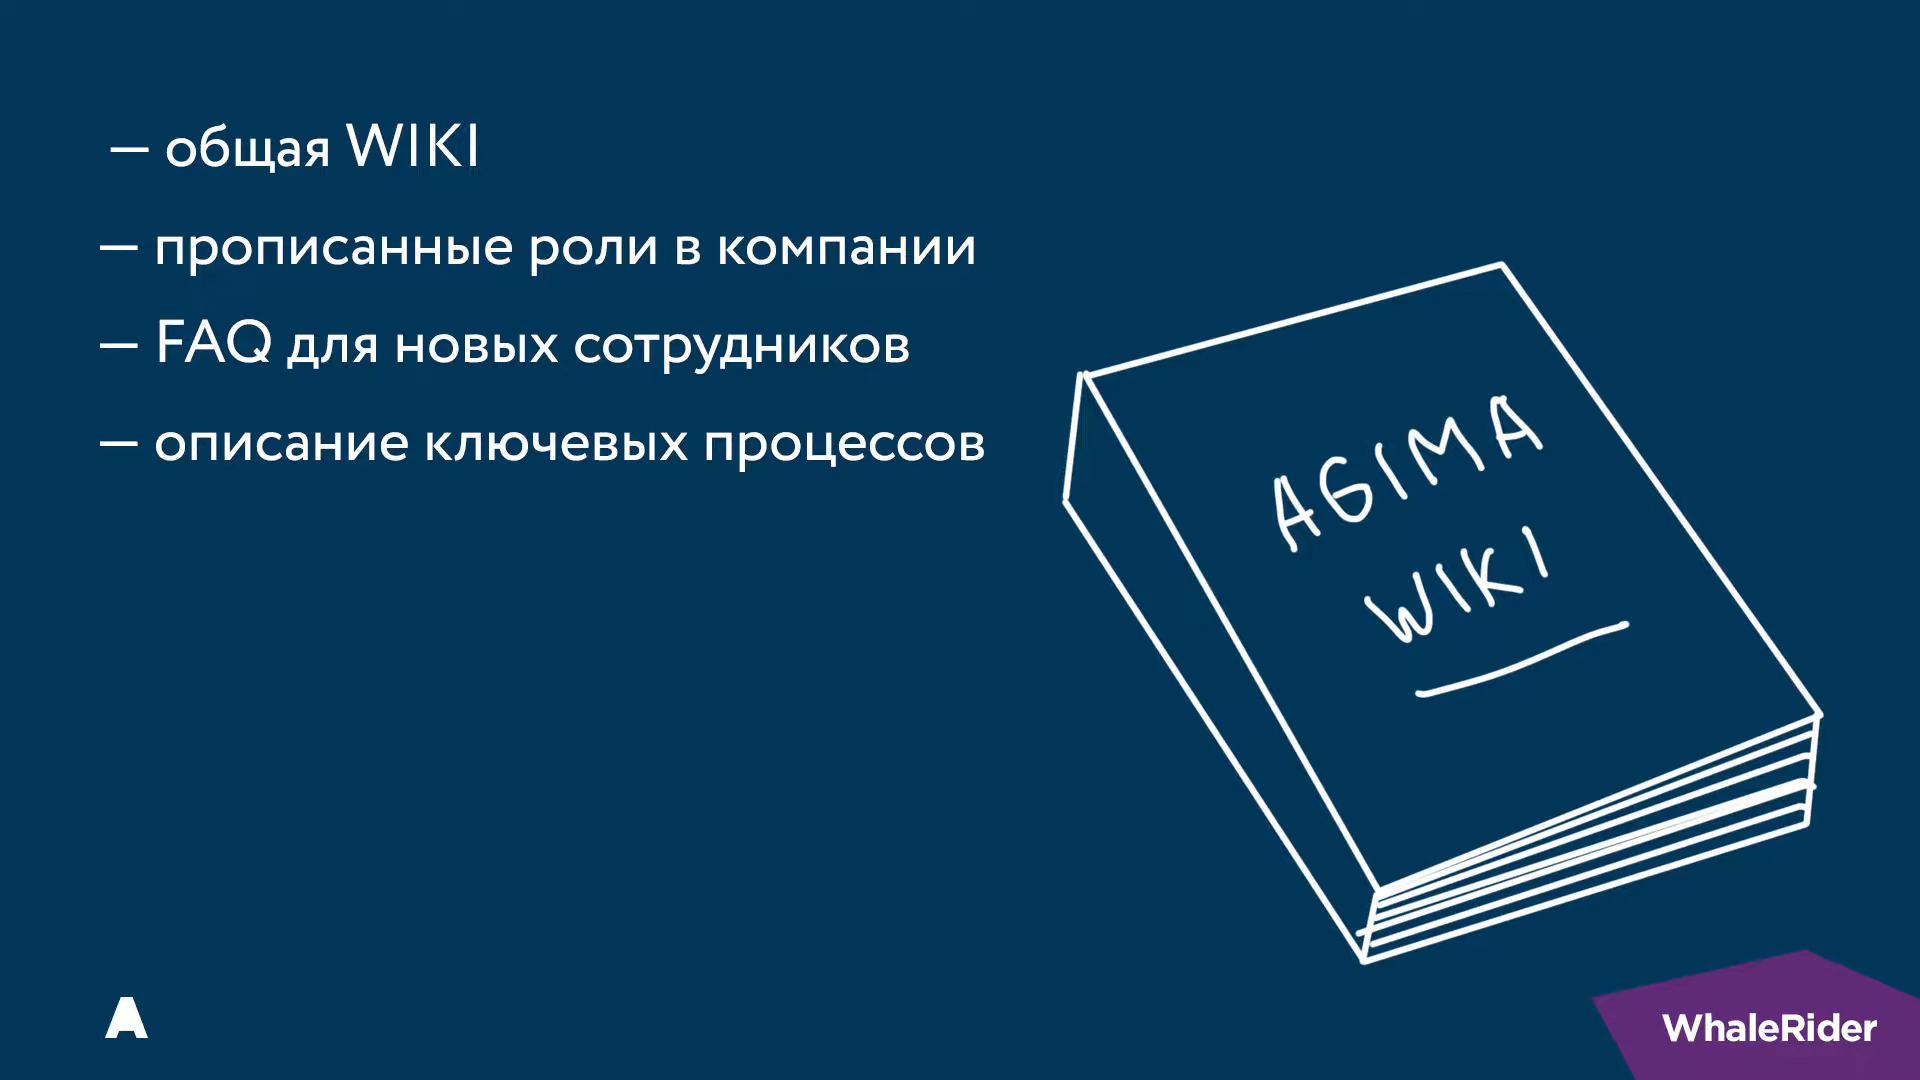 — общая WIKI
— прописанные роли в компании
— FAQ для новых сотрудников
— описание ключевых процессов
AGIMA
WIKI
A
WhaleRider